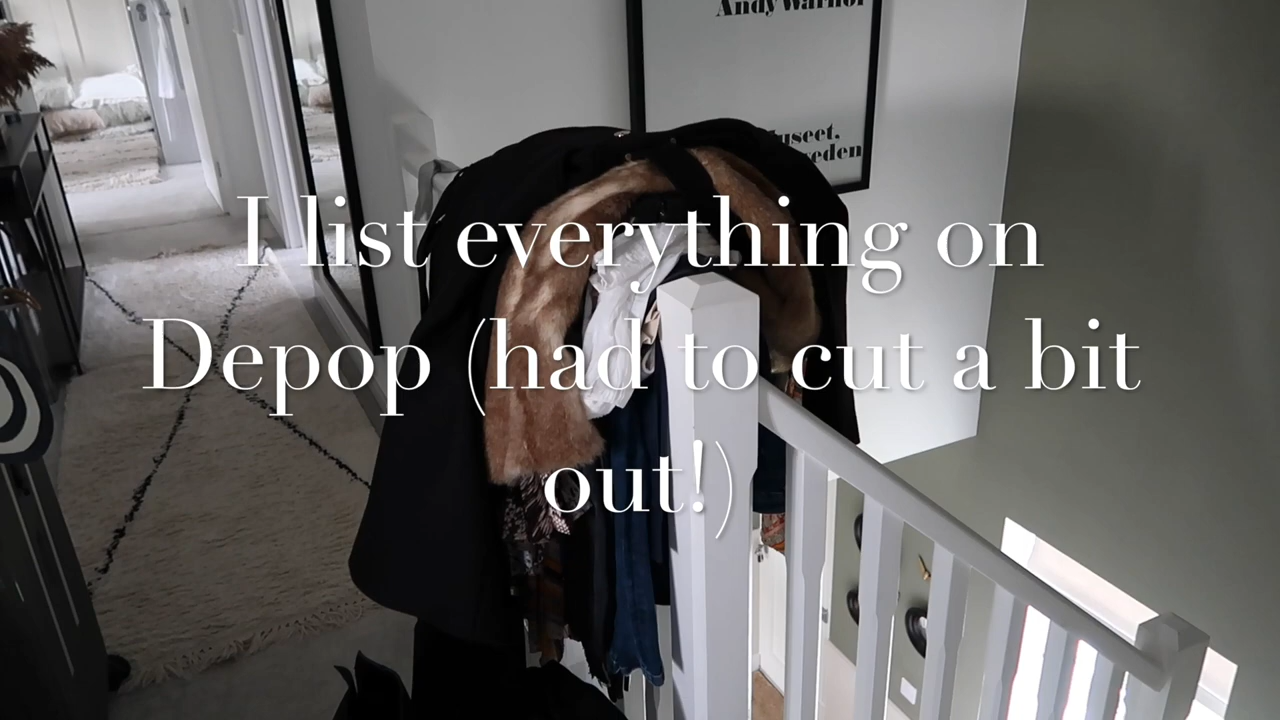 Andy Warhol
I list everything on
Depop (had to cut a bit
out!)